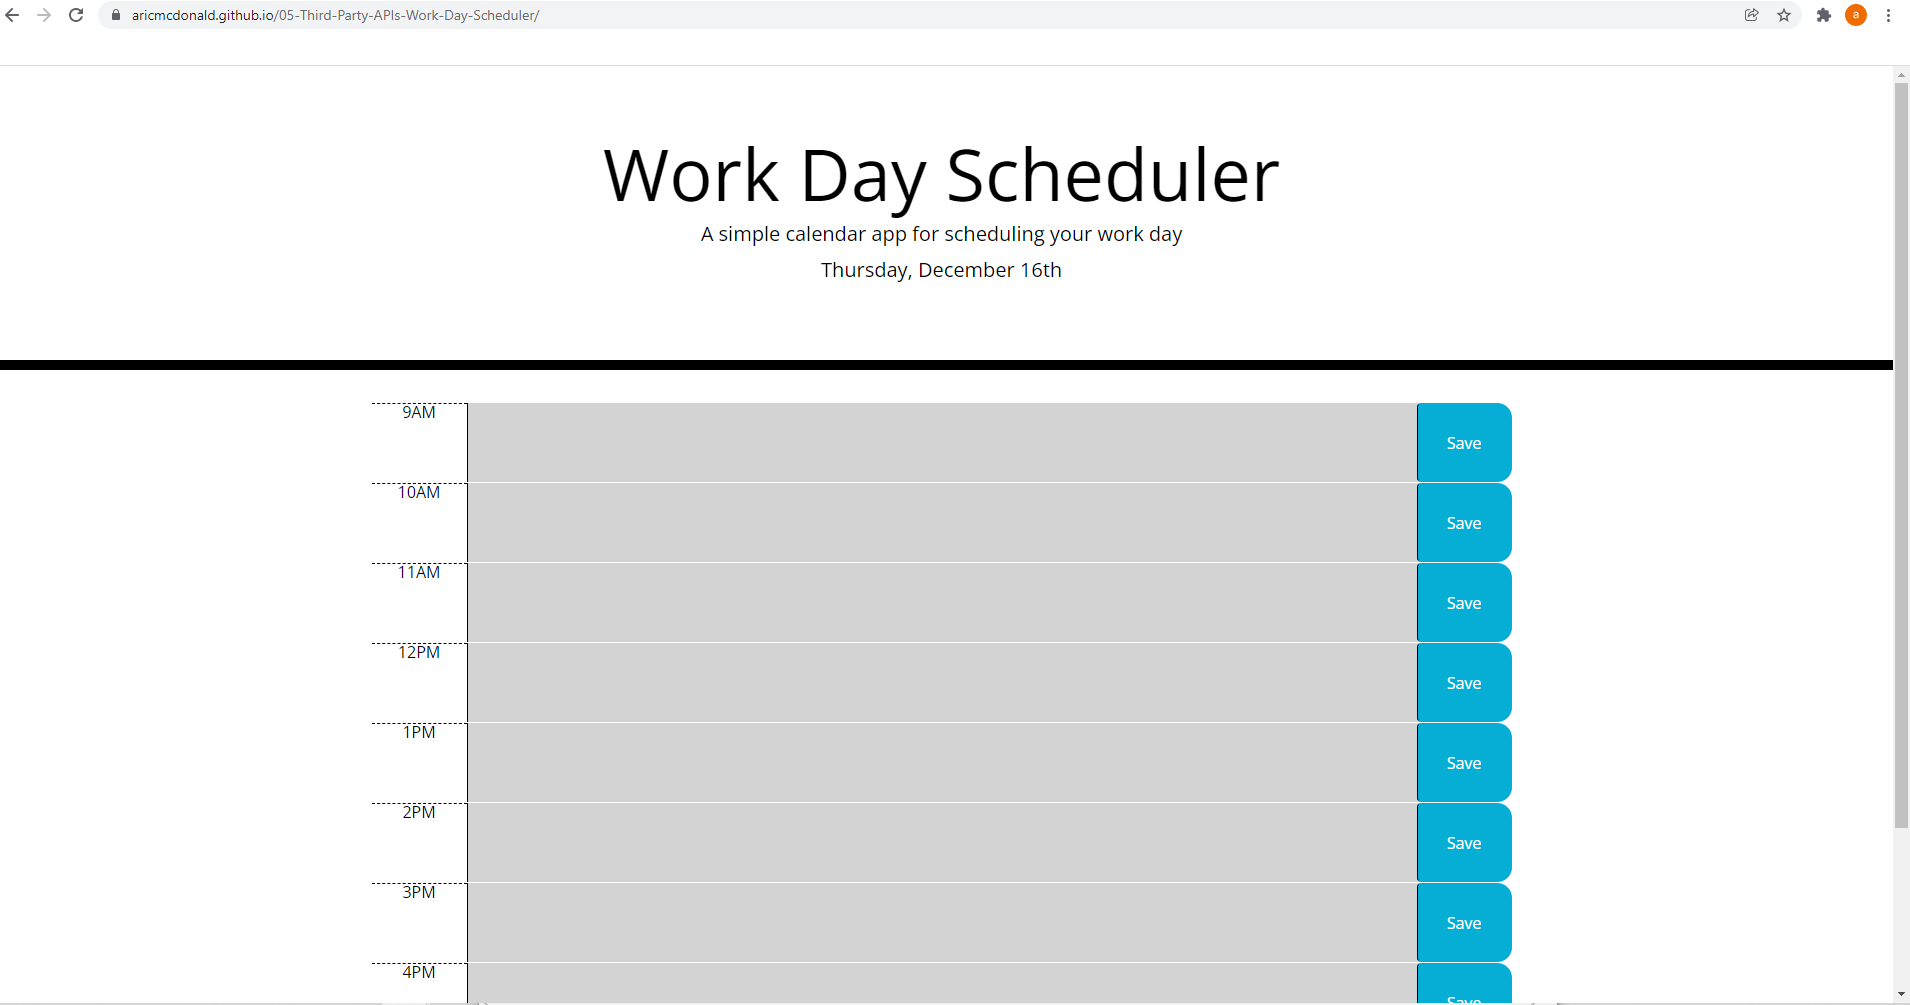 aricmcdonald.github.io/05-Third-Party-APIs-Work-Day-Scheduler/
a
Work Day Scheduler
A simple calendar app for scheduling your work day
Thursday, December 16th
9AM Save
10AM Save
11AM Save
12PM Save
1PM Save
2PM Save
3PM Save
4PM Save